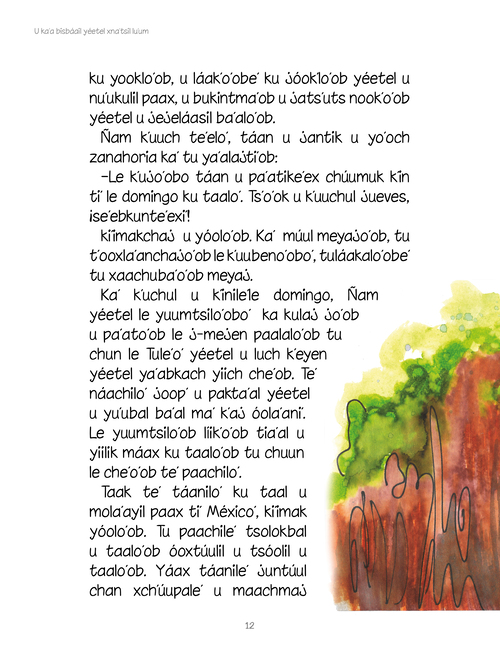 U ka'a bísbáail yéetel xna'tsil lu'um
ku yooklo'ob, u láak'o'obe' ku jóok'lo'ob yéetel u
nu'ukulil paax, u bukintma'ob u jats'uts nook'o'ob
yéetel u jejeláasil ba'alo'ob.
Ñam k'uuch te'elo', táan u jantik u yo'och
zanahoria ka' tu ya'alajti'ob:
–Le k'ujo'obo táan u pa'atike'ex chúumuk k'iin
ti' le domingo ku taalo'. Ts'o'ok u k'uuchul jueves,
¡se'ebkunte'exi'!
ki'imakchaj u yóolo'ob. Ka' múul meyajo'ob, tu
t'ooxla'anchajo'ob le k'uubeno'obo', tuláakalo'obe'
tu xaachuba'o'ob meyaj.
Ka' k'uchul u k'iinile'le domingo, Ñam
yéetel le yuumtsilo'obo' ka kulaj jo'ob
u pa'ato'ob le j-mejen paalalo'ob tu
chun le Tule'o' yéetel u luch k'eyen
yéetel ya'abkach yiich che'ob. Te'
náachilo' joop' u pakta'al yéetel
u yu'ubal ba'al ma' k'aj óola'ani'.
Le yuumtsilo'ob líik'o'ob tia'al u
yiilik máax ku taalo'ob tu chuun
le che'o'ob te' paachilo'.
Taak te' táanilo' ku taal u
mola'ayil paax ti' México', ki'imak
yóolo'ob. Tu paachile' tsolokbal
u taalo'ob óoxtúulil u tsóolil u
taalo'ob. Yáax táanile' juntúul
chan xch'úupale' u maachmaj
12